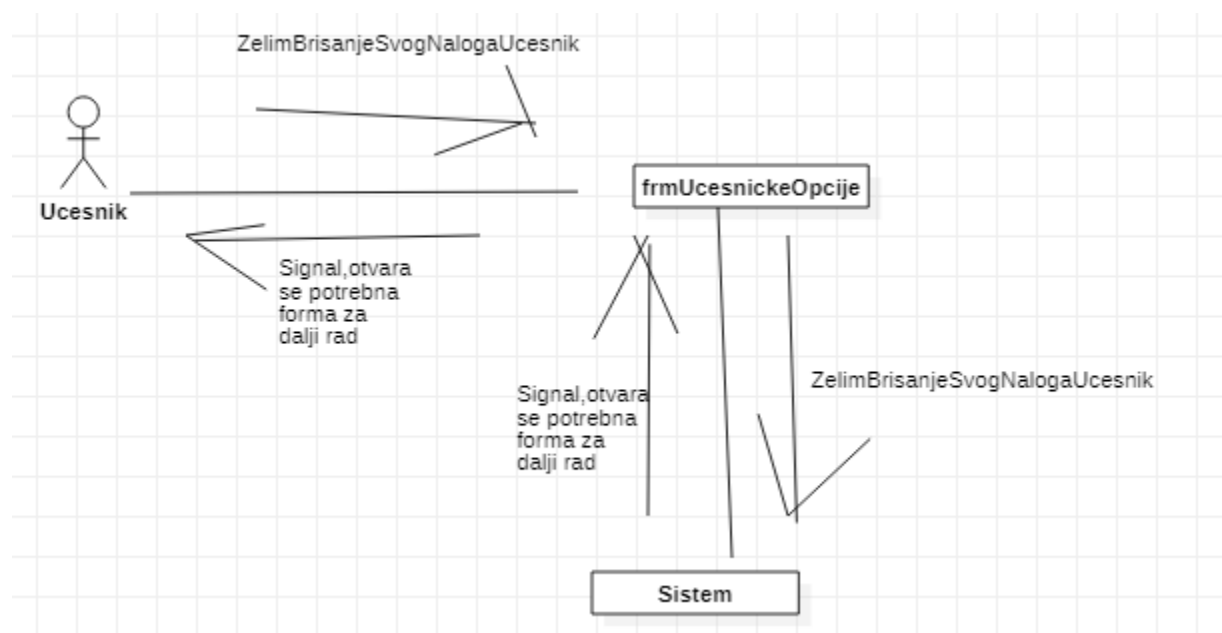 ZelimBrisanjeSvogNalogaUcesnik
frmUcesnickeOpcije
Ucesnik
Signal,otvara
se potrebna
forma za
dalji rad
ZelimBrisanjeSvogNalogaUcesnik
Signal,otvara
se potrebna
forma za
dalji rad
Sistem